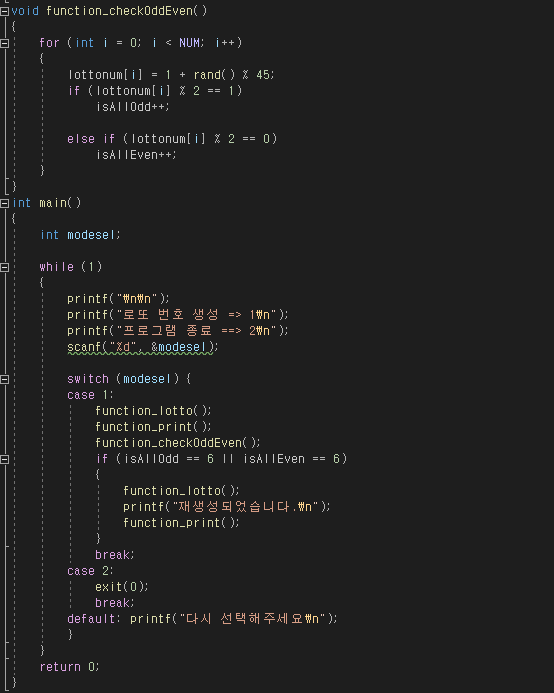 void function_checkOddEven()
{
for (int i = 0; i < NUM; i++)
{
lottonum[i] = 1 + rand() % 45;
if (lottonum[i] % 2 == 1)
isAllOdd++;
else if (lottonum[i] % 2 == 0)
isAllEven++;
}
}
int main()
{
int modesel;
while (1)
{
printf("₩n₩n");
printf("로또 번호 생성 => 1₩n");
printf("프로그램 종료 ==> 2₩n");
scanf("%d", &modesel);
switch (modesel) {
case 1:
function_lotto();
function_print();
function_checkOddEven();
if (isAllOdd == 6 || isAllEven == 6)
{
function_lotto();
printf("재생성되었습니다.₩n");
function_print();
}
break;
case 2:
exit(0);
break;
default: printf("다시 선택해주세요₩n");
}
}
return 0;
}